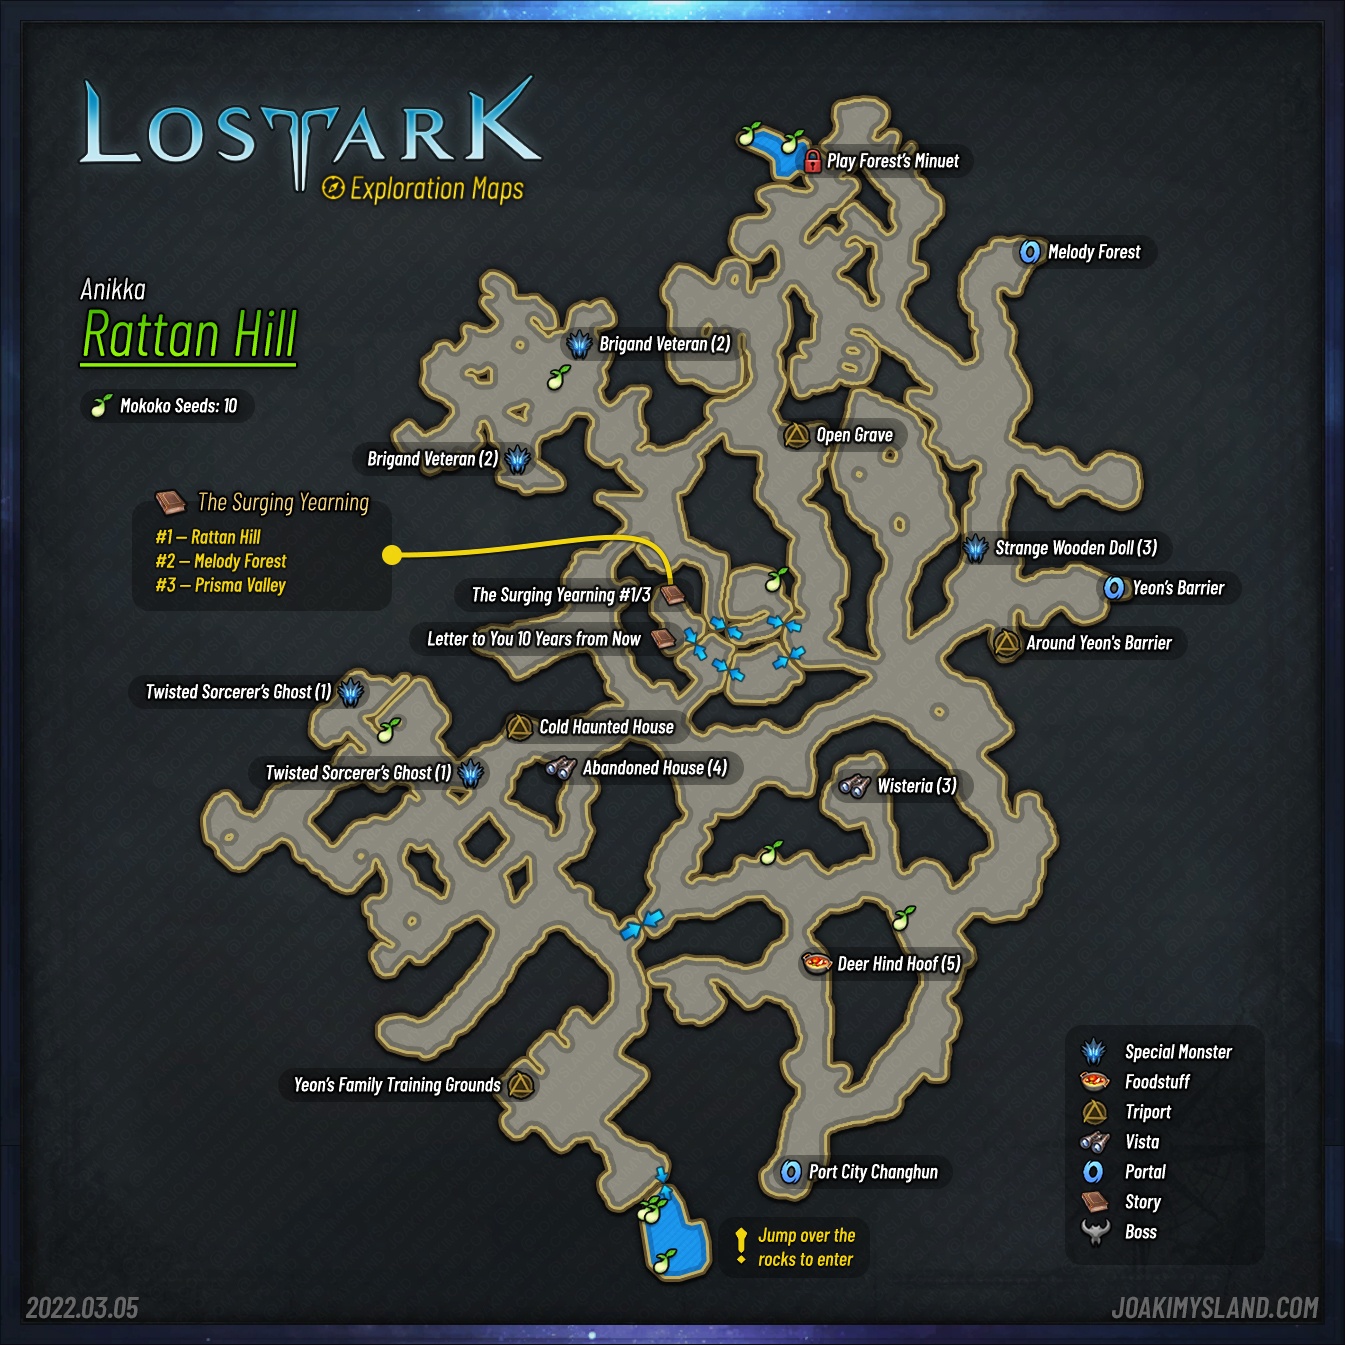 LOSTARK
Exploration Maps
Anikka
Rattan Hill
Mokoko Seeds: 10
Play Forest's Minuet
Melody Forest
Brigand Veteran (2)
Open Grave
Brigand Veteran (2)
The Surging Yearning
#1 – Rattan Hill
#2 – Melody Forest
#3 – Prisma Valley
Strange Wooden Doll (3)
The Surging Yearning #1/3
Yeon's Barrier
Letter to You 10 Years from Now
Around Yeon's Barrier
Twisted Sorcerer's Ghost (1)
Cold Haunted House
Twisted Sorcerer's Ghost (1)
Abandoned House (4)
Wisteria (3)
Deer Hind Hoof (5)
Yeon's Family Training Grounds
Port City Changhun
Jump over the
rocks to enter
Special Monster
Foodstuff
Triport
Vista
Portal
Story
Boss
2022.03.05
JOAKIMYSLAND.COM